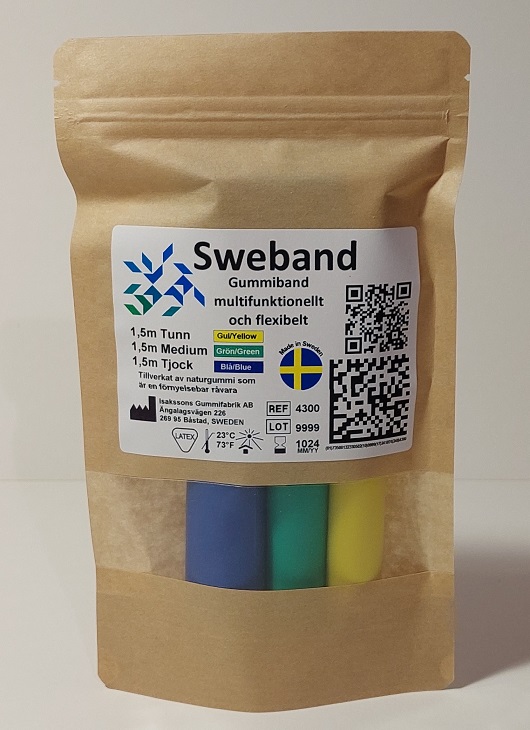 Sweband
Gummiband
multifunktionellt
och flexibelt
1,5m Tunn Gul/Yellow
1,5m Medium Grön/Green
1,5m Tjock Blå/Blue
Made in Sweden
Tillverkat av naturgummi som
är en förnyelsebar råvara
Isakssons Gummifabrik AB
Ängalagsvägen 226
269 95 Båstad, SWEDEN
REF 4300
LOT 9999
LATEX 23°C
73°F
1024
MM/YY